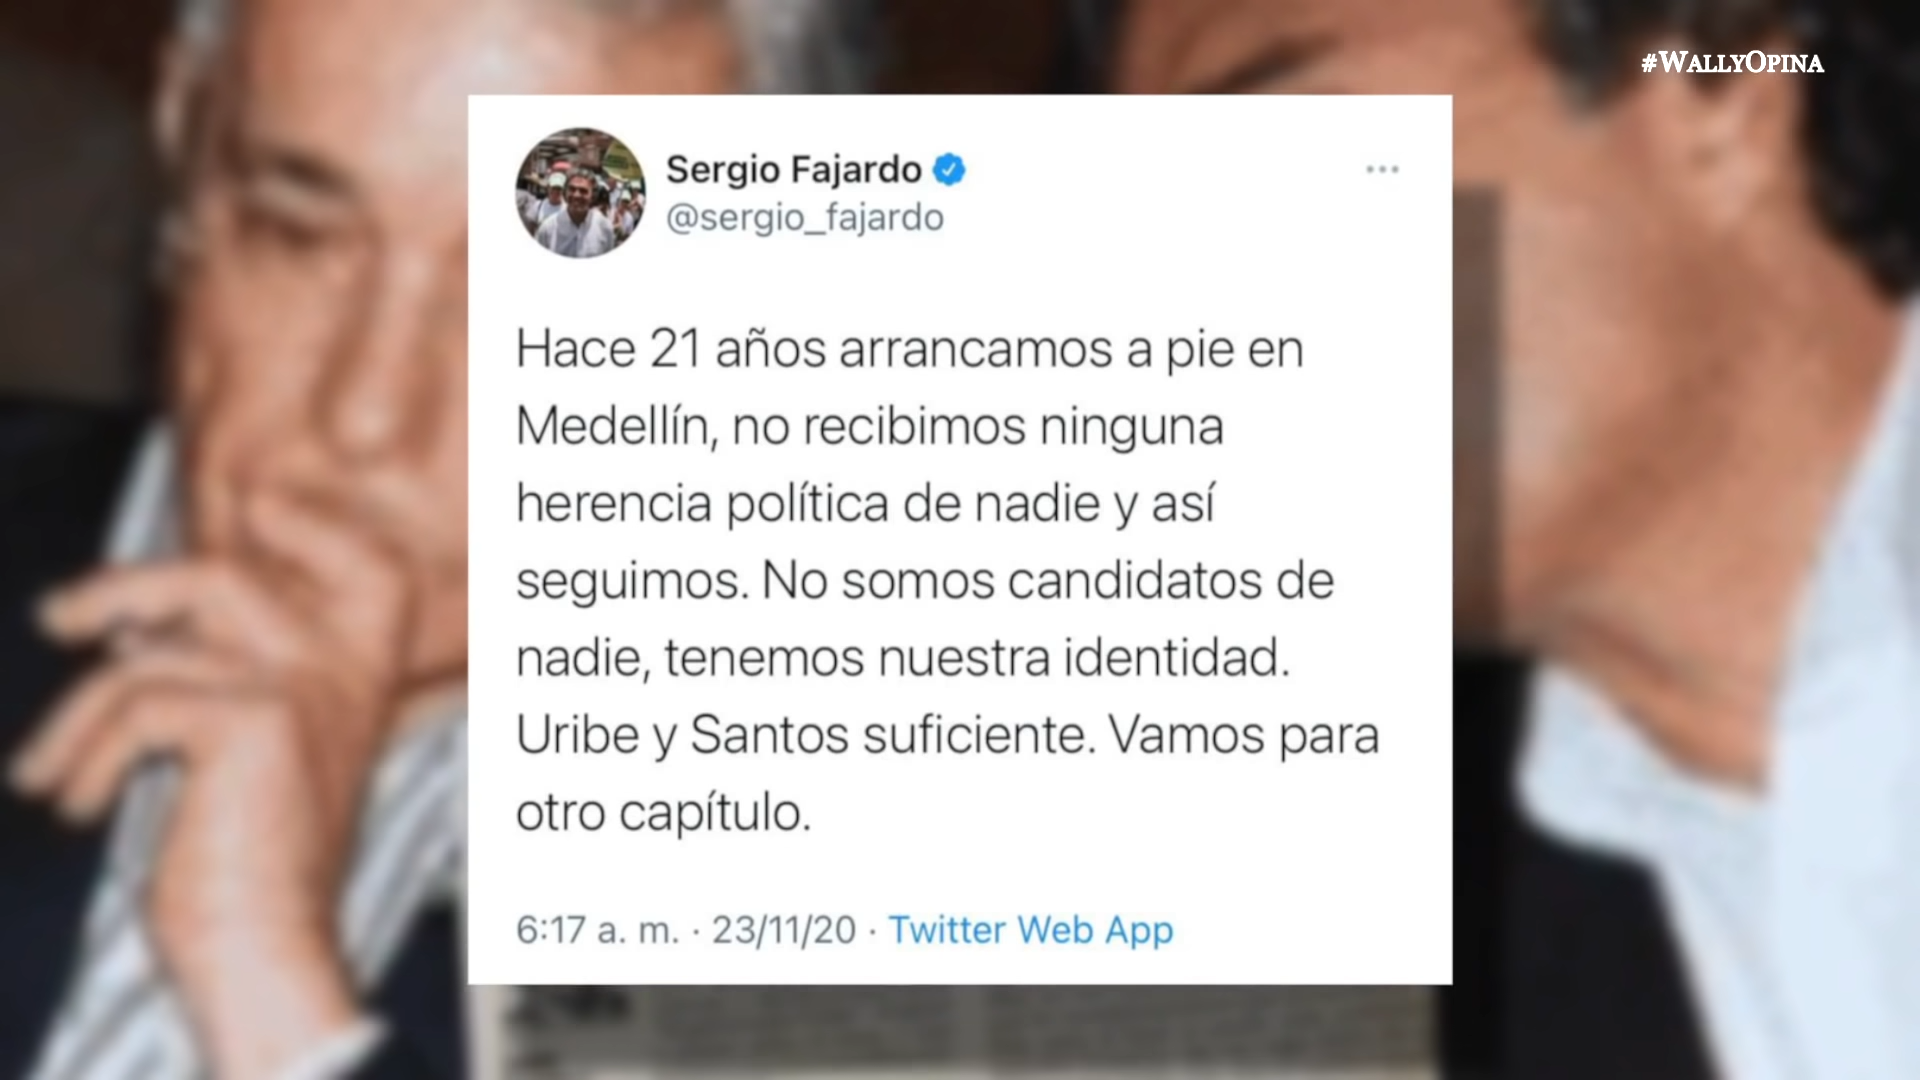 #WALLYOPINA
Sergio Fajardo
@sergio_fajardo
Hace 21 años arrancamos a pie en
Medellín, no recibimos ninguna
herencia política de nadie y así
seguimos. No somos candidatos de
nadie, tenemos nuestra identidad.
Uribe y Santos suficiente. Vamos para
otro capítulo.
6:17 a. m. · 23/11/20 · Twitter Web App